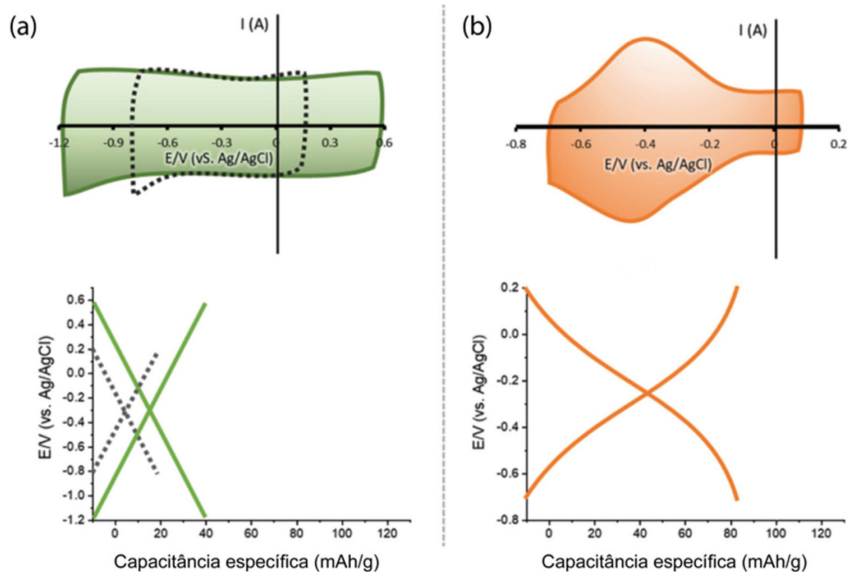 (a)
I (A)
-1.2 -0.9 -0.6 -0.3 0 0.3 0.6
E/V (vS. Ag/AgCl)
0.6
0.4
0.2
0.0
-0.2
-0.4
-0.6
-0.8
-1.0
-1.2
E/V (vs. Ag/AgCl)
0 20 40 60 80 100 120
Capacitância específica (mAh/g)
(b)
I (A)
-0.8 -0.6 -0.4 -0.2 0 0.2
E/V (vs. Ag/AgCl)
0.2
0.0
-0.2
-0.4
-0.6
-0.8
E/V (vs. Ag/AgCl)
0 20 40 60 80 100 120
Capacitância específica (mAh/g)